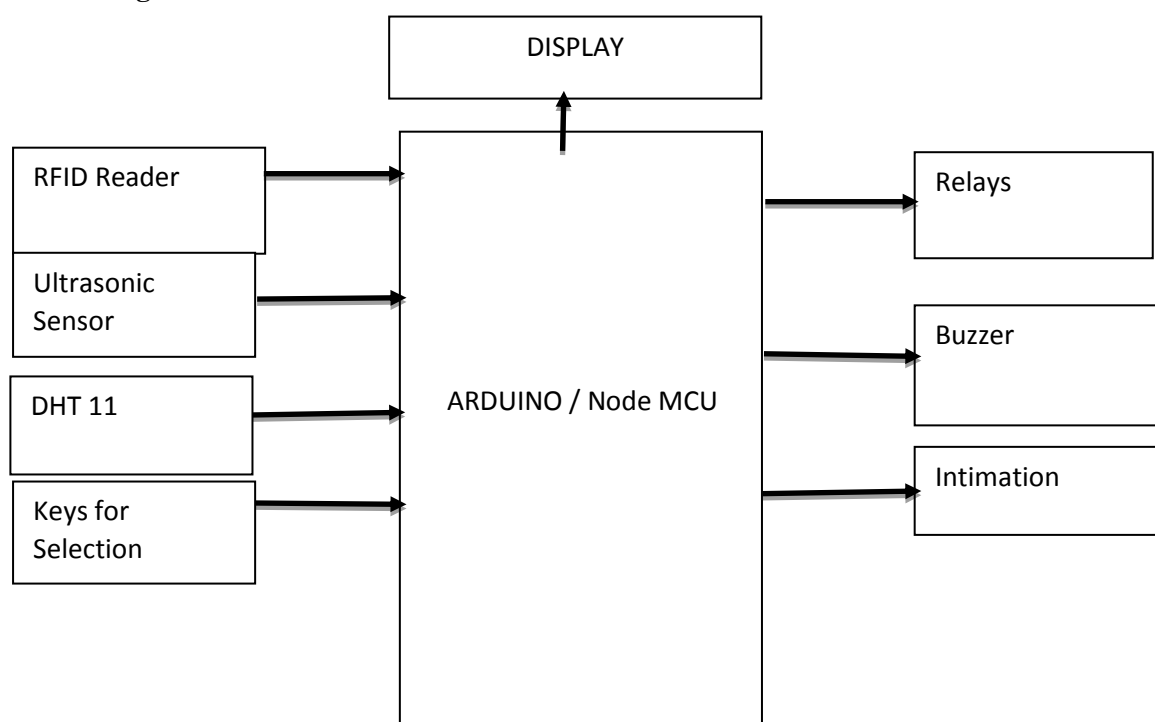 DISPLAY
RFID Reader
Ultrasonic
Sensor
DHT 11
Keys for
Selection
ARDUINO / Node MCU
Relays
Buzzer
Intimation